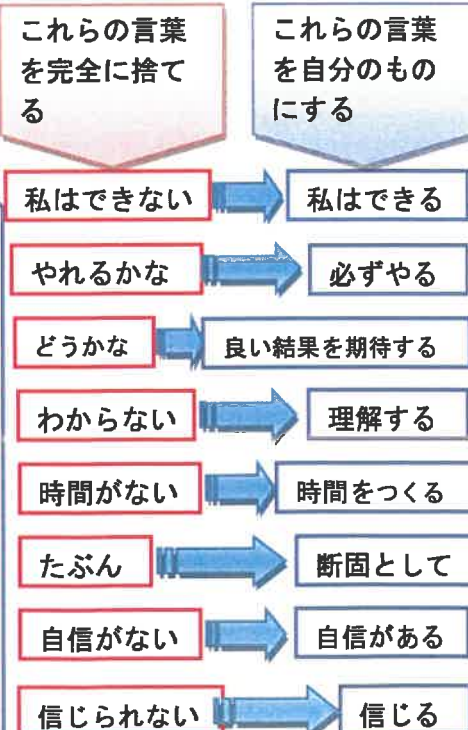 これらの言葉
を完全に捨て
る
これらの言葉
を自分のもの
にする
私はできない
私はできる
やれるかな
必ずやる
どうかな
良い結果を期待する
わからない
理解する
時間がない
時間をつくる
たぶん
断固として
自信がない
自信がある
信じられない
信じる